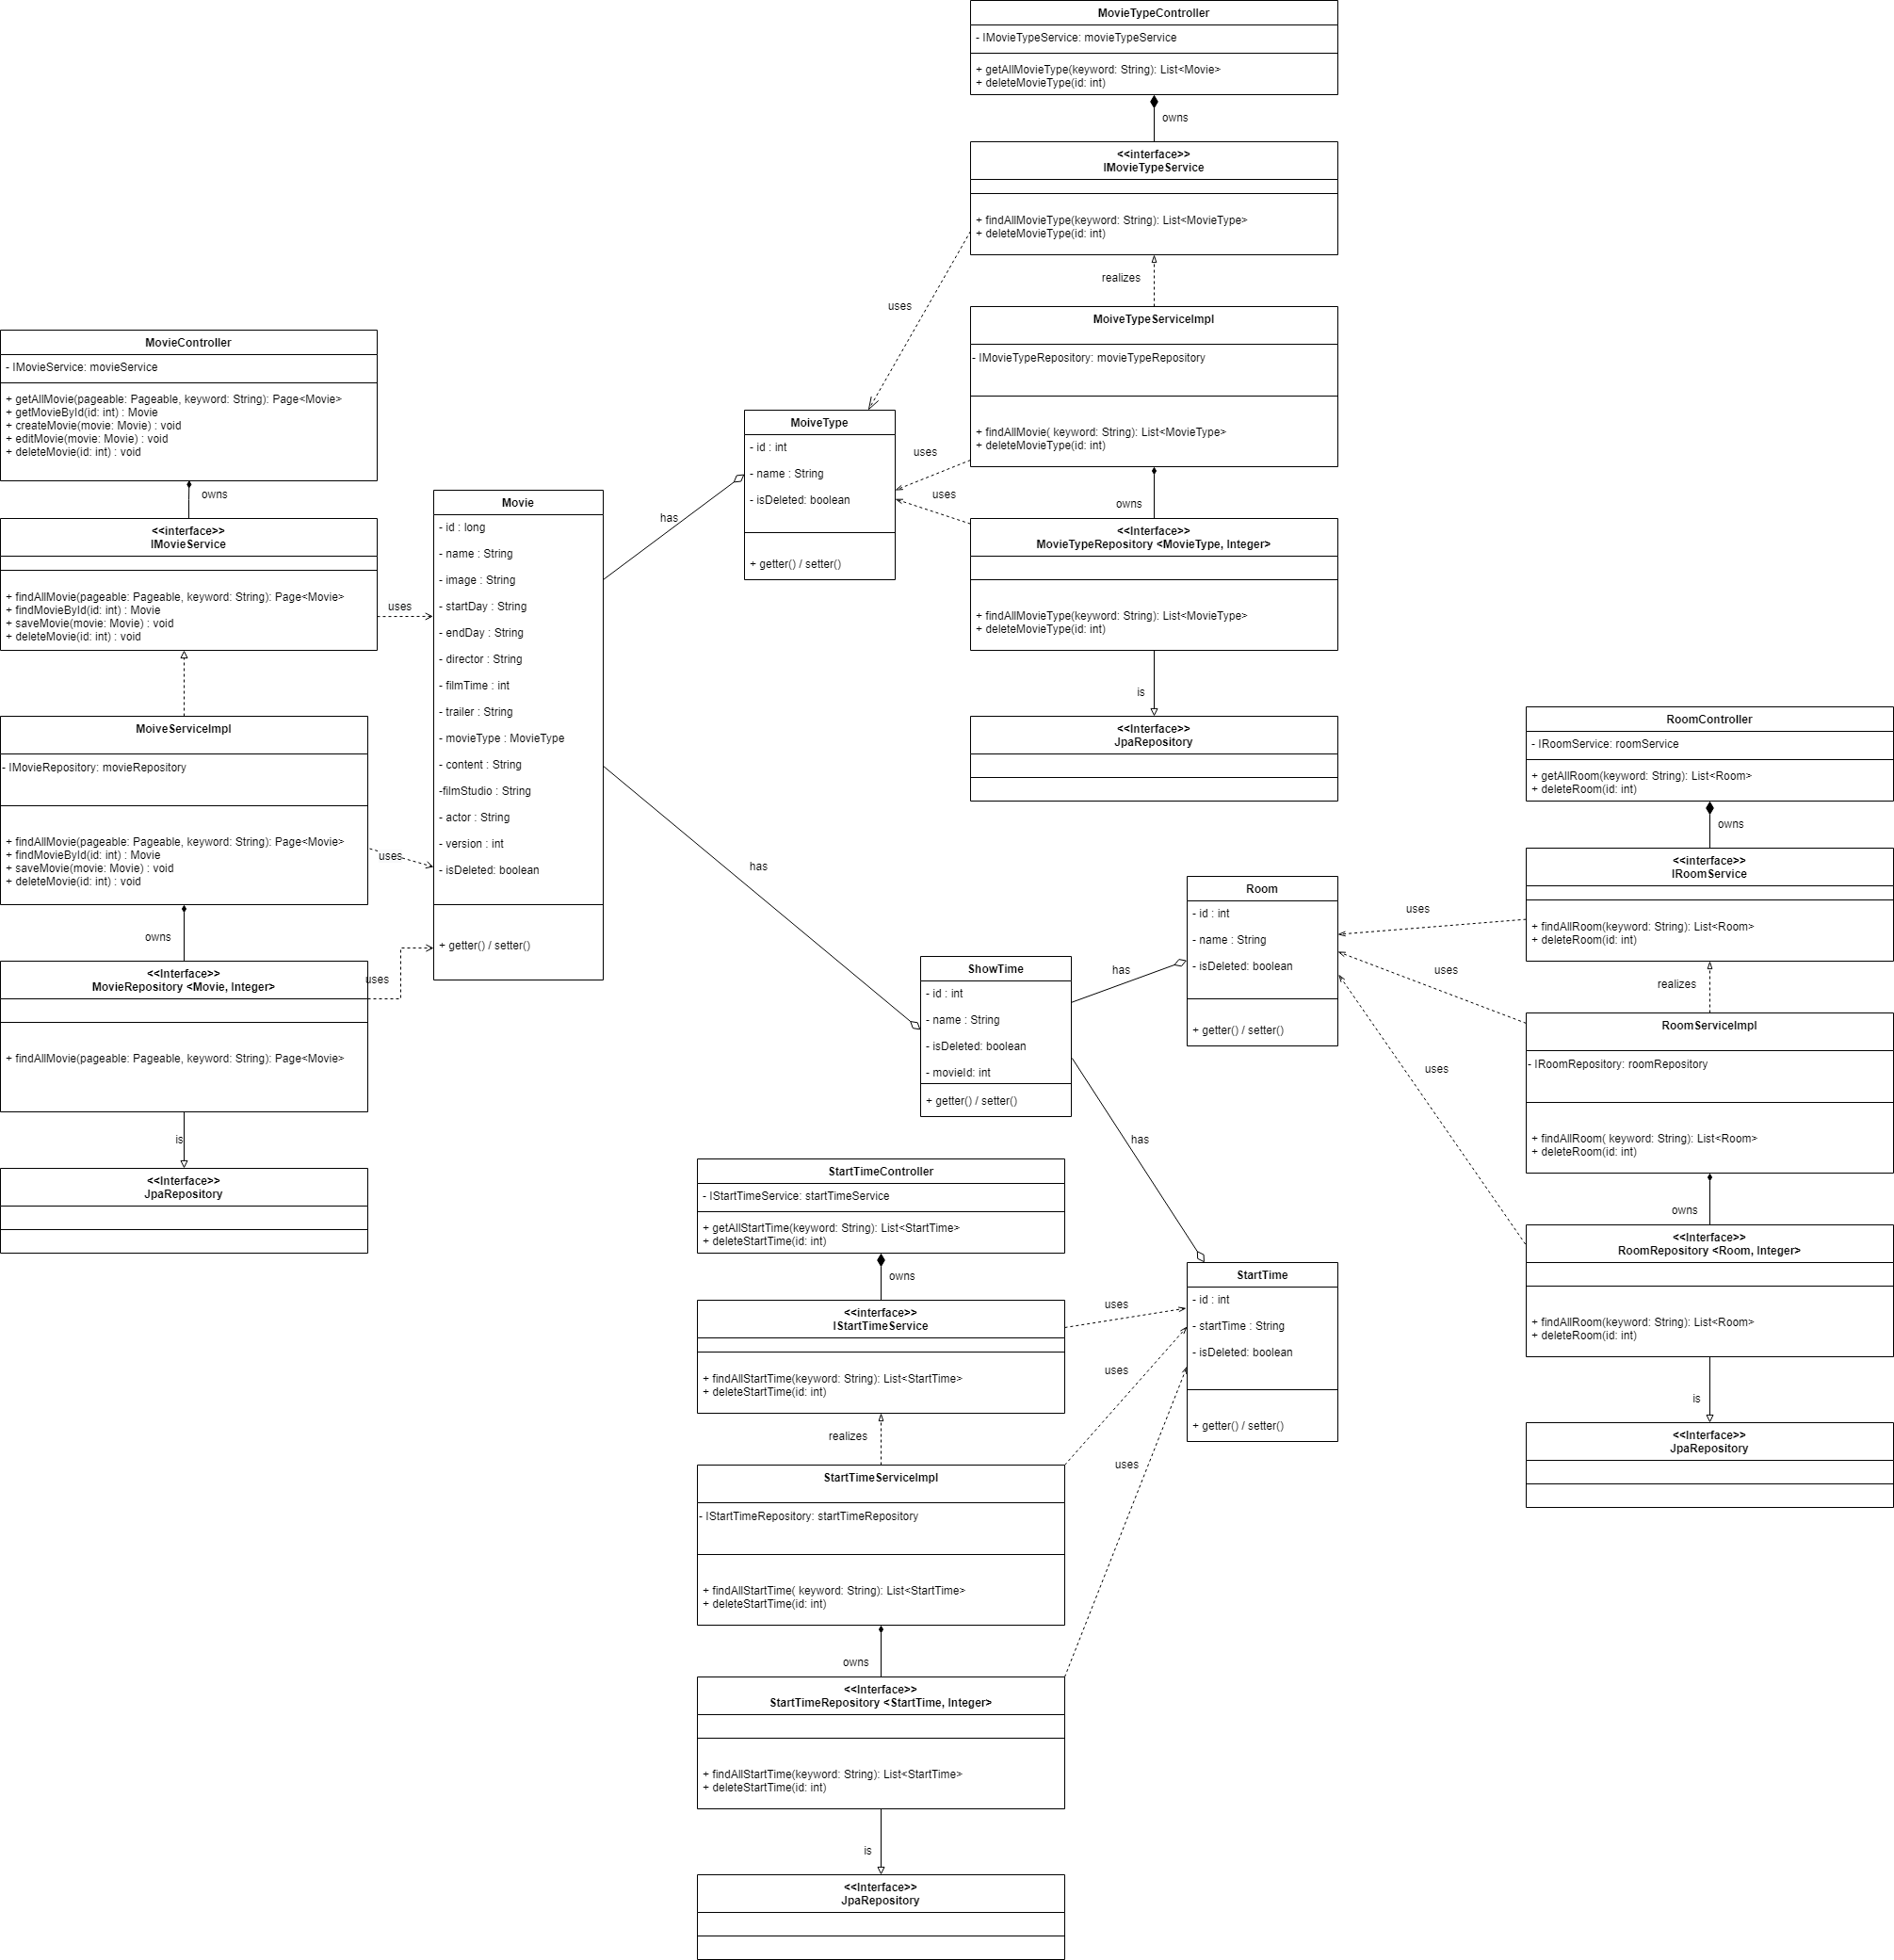 MovieTypeController
- IMovieTypeService: movieTypeService
+ getAllMovieType(keyword: String): List<Movie>
+ deleteMovieType(id: int)
owns
<<interface>>
IMovieTypeService
+ findAllMovieType(keyword: String): List<MovieType>
+ deleteMovieType(id: int)
realizes
uses
MoiveTypeServiceImpl
- IMovieTypeRepository: movieTypeRepository
+ findAllMovie( keyword: String): List<MovieType>
+ deleteMovieType(id: int)
owns
<<Interface>>
MovieTypeRepository <MovieType, Integer>
+ findAllMovieType(keyword: String): List<MovieType>
+ deleteMovieType(id: int)
is
<<Interface>>
JpaRepository
MoiveType
- id : int
- name : String
- isDeleted: boolean
+ getter() / setter()
uses
uses
has
MovieController
- IMovieService: movieService
+ getAllMovie(pageable: Pageable, keyword: String): Page<Movie>
+ getMovieById(id: int) : Movie
+ createMovie(movie: Movie) : void
+ editMovie(movie: Movie) : void
+ deleteMovie(id: int) : void
owns
<<interface>>
IMovieService
+ findAllMovie(pageable: Pageable, keyword: String): Page<Movie>
+ findMovieById(id: int) : Movie
+ saveMovie(movie: Movie) : void
+ deleteMovie(id: int) : void
uses
MoiveServiceImpl
- IMovieRepository: movieRepository
+ findAllMovie(pageable: Pageable, keyword: String): Page<Movie>
+ findMovieById(id: int) : Movie
+ saveMovie(movie: Movie) : void
+ deleteMovie(id: int) : void
uses
owns
<<Interface>>
MovieRepository <Movie, Integer>
+ findAllMovie(pageable: Pageable, keyword: String): Page<Movie>
uses
is
<<Interface>>
JpaRepository
Movie
- id : long
- name : String
- image : String
- startDay : String
- endDay : String
- director : String
- filmTime : int
- trailer : String
- movieType : MovieType
- content : String
-filmStudio : String
- actor : String
- version : int
- isDeleted: boolean
+ getter() / setter()
has
ShowTime
- id : int
- name : String
- isDeleted: boolean
- movieId: int
+ getter() / setter()
has
has
Room
- id : int
- name : String
- isDeleted: boolean
+ getter() / setter()
uses
uses
uses
RoomController
- IRoomService: roomService
+ getAllRoom(keyword: String): List<Room>
+ deleteRoom(id: int)
owns
<<interface>>
IRoomService
+ findAllRoom(keyword: String): List<Room>
+ deleteRoom(id: int)
realizes
RoomServiceImpl
- IRoomRepository: roomRepository
+ findAllRoom( keyword: String): List<Room>
+ deleteRoom(id: int)
owns
<<Interface>>
RoomRepository <Room, Integer>
+ findAllRoom(keyword: String): List<Room>
+ deleteRoom(id: int)
is
<<Interface>>
JpaRepository
StartTimeController
- IStartTimeService: startTimeService
+ getAllStartTime(keyword: String): List<StartTime>
+ deleteStartTime(id: int)
owns
<<interface>>
IStartTimeService
+ findAllStartTime(keyword: String): List<StartTime>
+ deleteStartTime(id: int)
realizes
StartTimeServiceImpl
- IStartTimeRepository: startTimeRepository
+ findAllStartTime( keyword: String): List<StartTime>
+ deleteStartTime(id: int)
owns
<<Interface>>
StartTimeRepository <StartTime, Integer>
+ findAllStartTime(keyword: String): List<StartTime>
+ deleteStartTime(id: int)
is
<<Interface>>
JpaRepository
StartTime
- id : int
- startTime : String
- isDeleted: boolean
+ getter() / setter()
uses
uses
uses